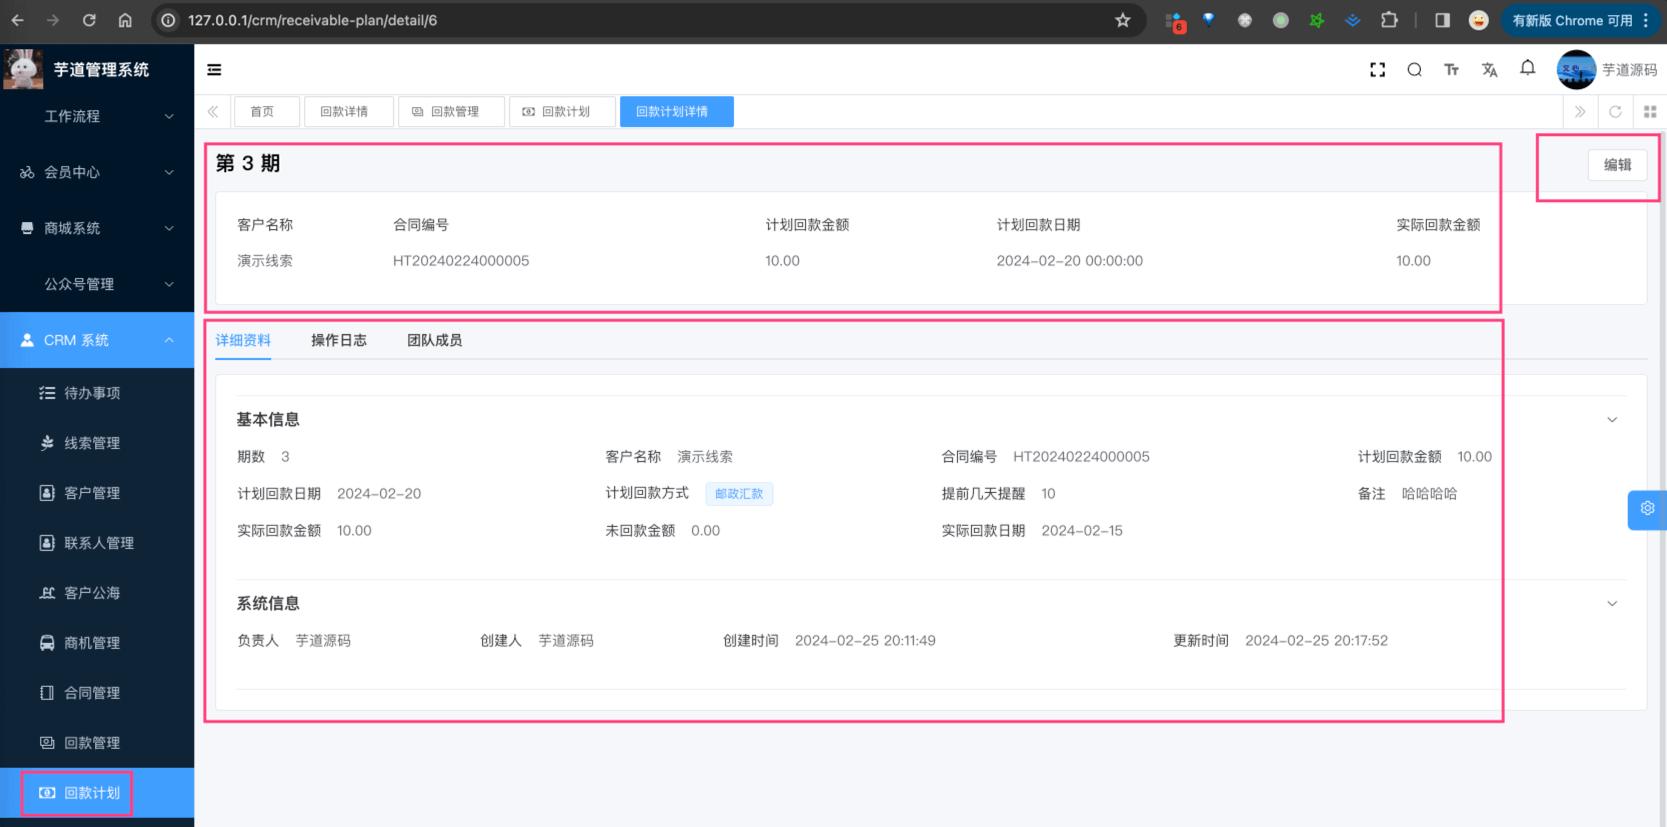 127.0.0.1/crm/receivable-plan/detail/6
6
有新版 Chrome 可用
芋道管理系统
芋道源码
首页
回款详情
回款管理
回款计划
回款计划详情
工作流程
会员中心
商城系统
公众号管理
CRM 系统
待办事项
线索管理
客户管理
联系人管理
客户公海
商机管理
合同管理
回款管理
回款计划
第 3 期
编辑
客户名称 合同编号 计划回款金额 计划回款日期 实际回款金额
演示线索 HT20240224000005 10.00 2024-02-20 00:00:00 10.00
详细资料 操作日志 团队成员
基本信息
期数 3 客户名称 演示线索 合同编号 HT20240224000005 计划回款金额 10.00
计划回款日期 2024-02-20 计划回款方式 邮政汇款 提前几天提醒 10 备注 哈哈哈哈
实际回款金额 10.00 未回款金额 0.00 实际回款日期 2024-02-15
系统信息
负责人 芋道源码 创建人 芋道源码 创建时间 2024-02-25 20:11:49 更新时间 2024-02-25 20:17:52